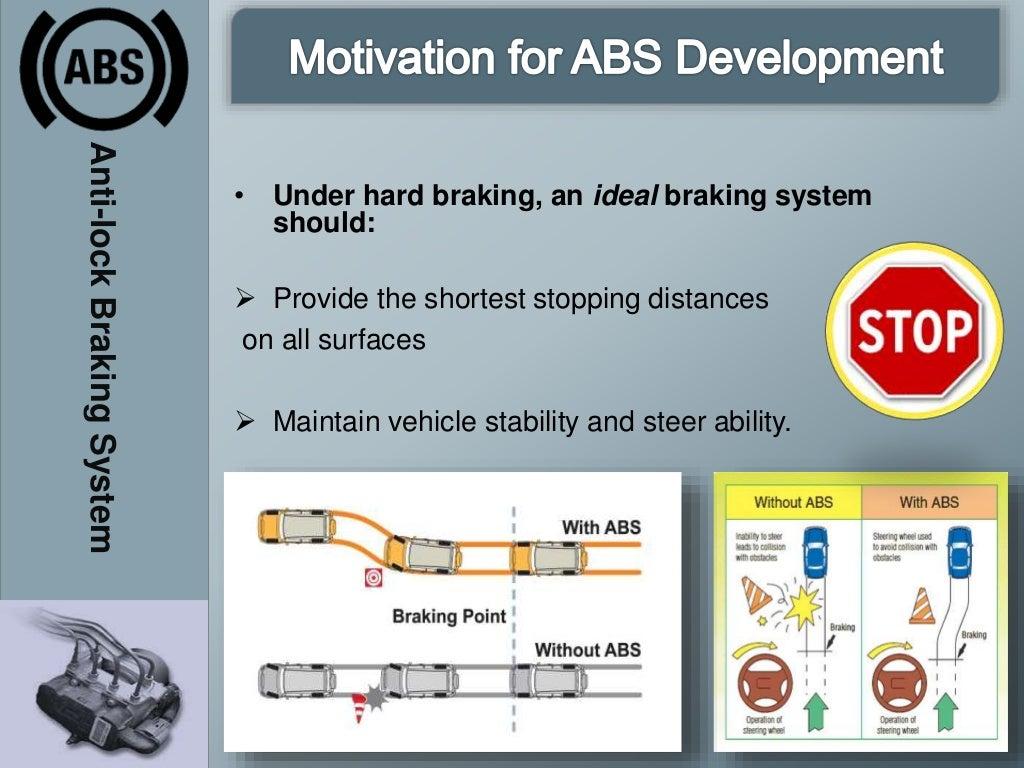 ABS
Anti-lock Braking System
Motivation for ABS Development
• Under hard braking, an ideal braking system
should:
➢ Provide the shortest stopping distances
on all surfaces
➢ Maintain vehicle stability and steer ability.
STOP
With ABS
Braking Point
Without ABS
Without ABS
Inability to steer
leads to collision
with obstacles
Braking
Operation of
steering wheel
With ABS
Steering wheel used
to avoid collision with
obstacles
Braking
Operation of
steering wheel